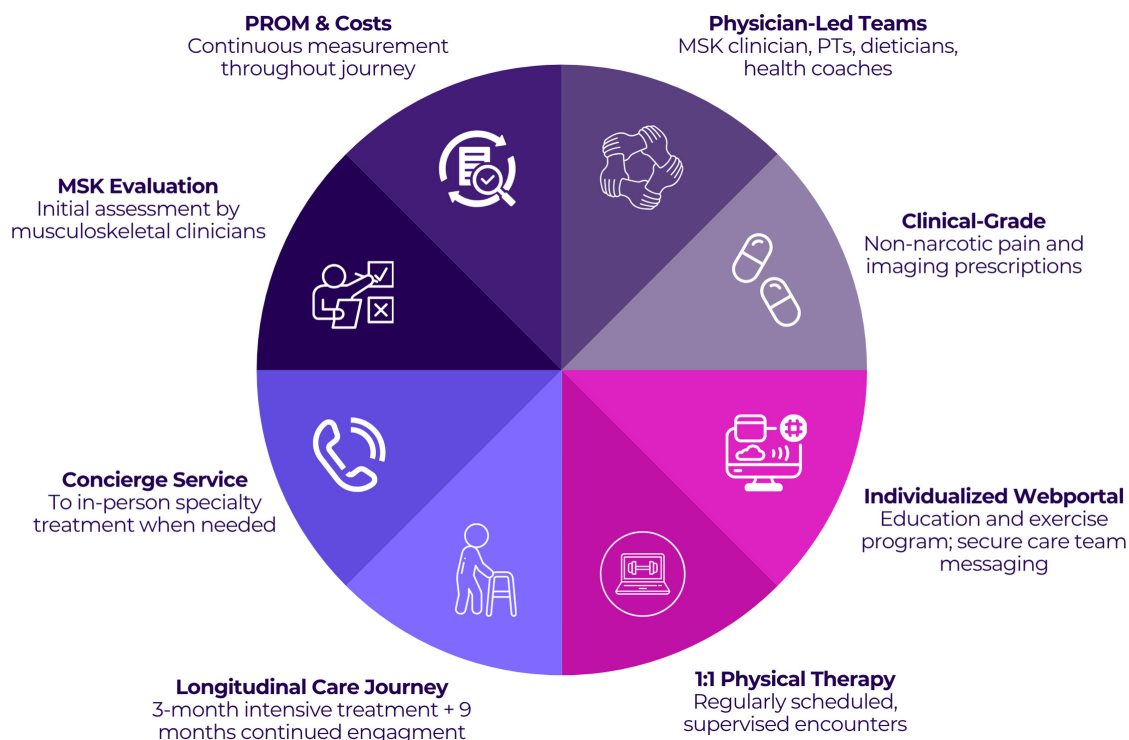 PROM & Costs
Continuous measurement
throughout journey
Physician-Led Teams
MSK clinician, PTs, dieticians,
health coaches
MSK Evaluation
Initial assessment by
musculoskeletal clinicians
Clinical-Grade
Non-narcotic pain and
imaging prescriptions
Concierge Service
To in-person specialty
treatment when needed
Individualized Webportal
Education and exercise
program; secure care team
messaging
Longitudinal Care Journey
3-month intensive treatment + 9
months continued engagment
1:1 Physical Therapy
Regularly scheduled,
supervised encounters